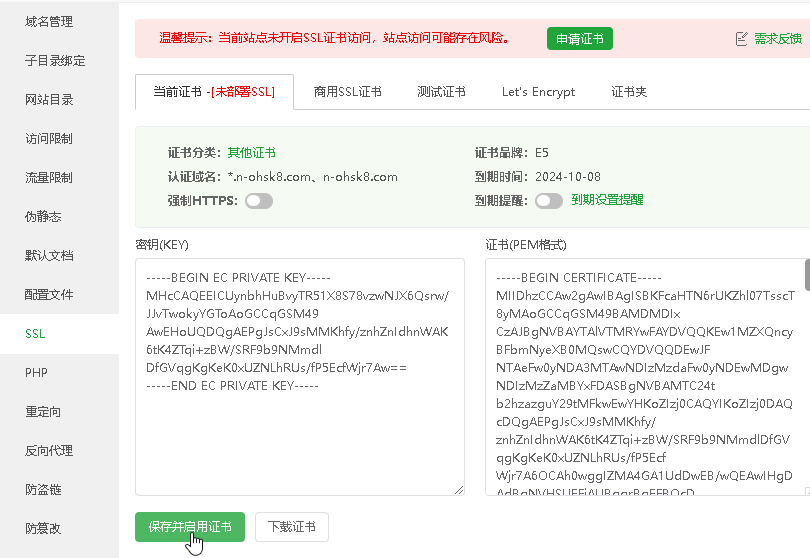 域名管理
子目录绑定
网站目录
访问限制
流量限制
伪静态
默认文档
配置文件
SSL
PHP
重定向
反向代理
防盗链
防篡改
温馨提示：当前站点未开启SSL证书访问，站点访问可能存在风险。
申请证书
需求反馈
当前证书 -[未部署SSL]
商用SSL证书
测试证书
Let's Encrypt
证书夹
证书分类： 其他证书
证书品牌： E5
认证域名： *.n-ohsk8.com、n-ohsk8.com
到期时间： 2024-10-08
强制HTTPS：
到期提醒： 到期设置提醒
密钥(KEY)
-----BEGIN EC PRIVATE KEY-----
MHcCAQEEICUynbhHuBvyTR51X8S78vzwNJX6Qsrw/
JJvTwokyYGToAoGCCqGSM49
AwEHoUQDQgAEPgJsCxJ9sMMKhfy/znhZnIdhnWAK
6tK4ZTqi+zBW/SRF9b9NMmdl
DfGVqgKgKeK0xUZNLhRUs/fP5EcfWjr7Aw==
-----END EC PRIVATE KEY-----
证书(PEM格式)
-----BEGIN CERTIFICATE-----
MIIDhzCCAw2gAwIBAgISBKFcaHTN6rUKZhl07TsscT
8yMAoGCCqGSM49BAMDMDIx
CzAJBgNVBAYTAlVTMRYwFAYDVQQKEw1MZXQncy
BFbmNyeXB0MQswCQYDVQQDEwJF
NTAeFw0yNDA3MTAwNDIzMzdaFw0yNDEwMDgw
NDIzMzZaMBYxFDASBgNVBAMTC24t
b2hzazguY29tMFkwEwYHKoZIzj0CAQYIKoZIzj0DAQ
cDQgAEPgJsCxJ9sMMKhfy/
znhZnIdhnWAK6tK4ZTqi+zBW/SRF9b9NMmdlDfGV
qgKgKeK0xUZNLhRUs/fP5Ecf
Wjr7A6OCAh0wggIZMA4GA1UdDwEB/wQEAwIHgD
保存并启用证书
下载证书